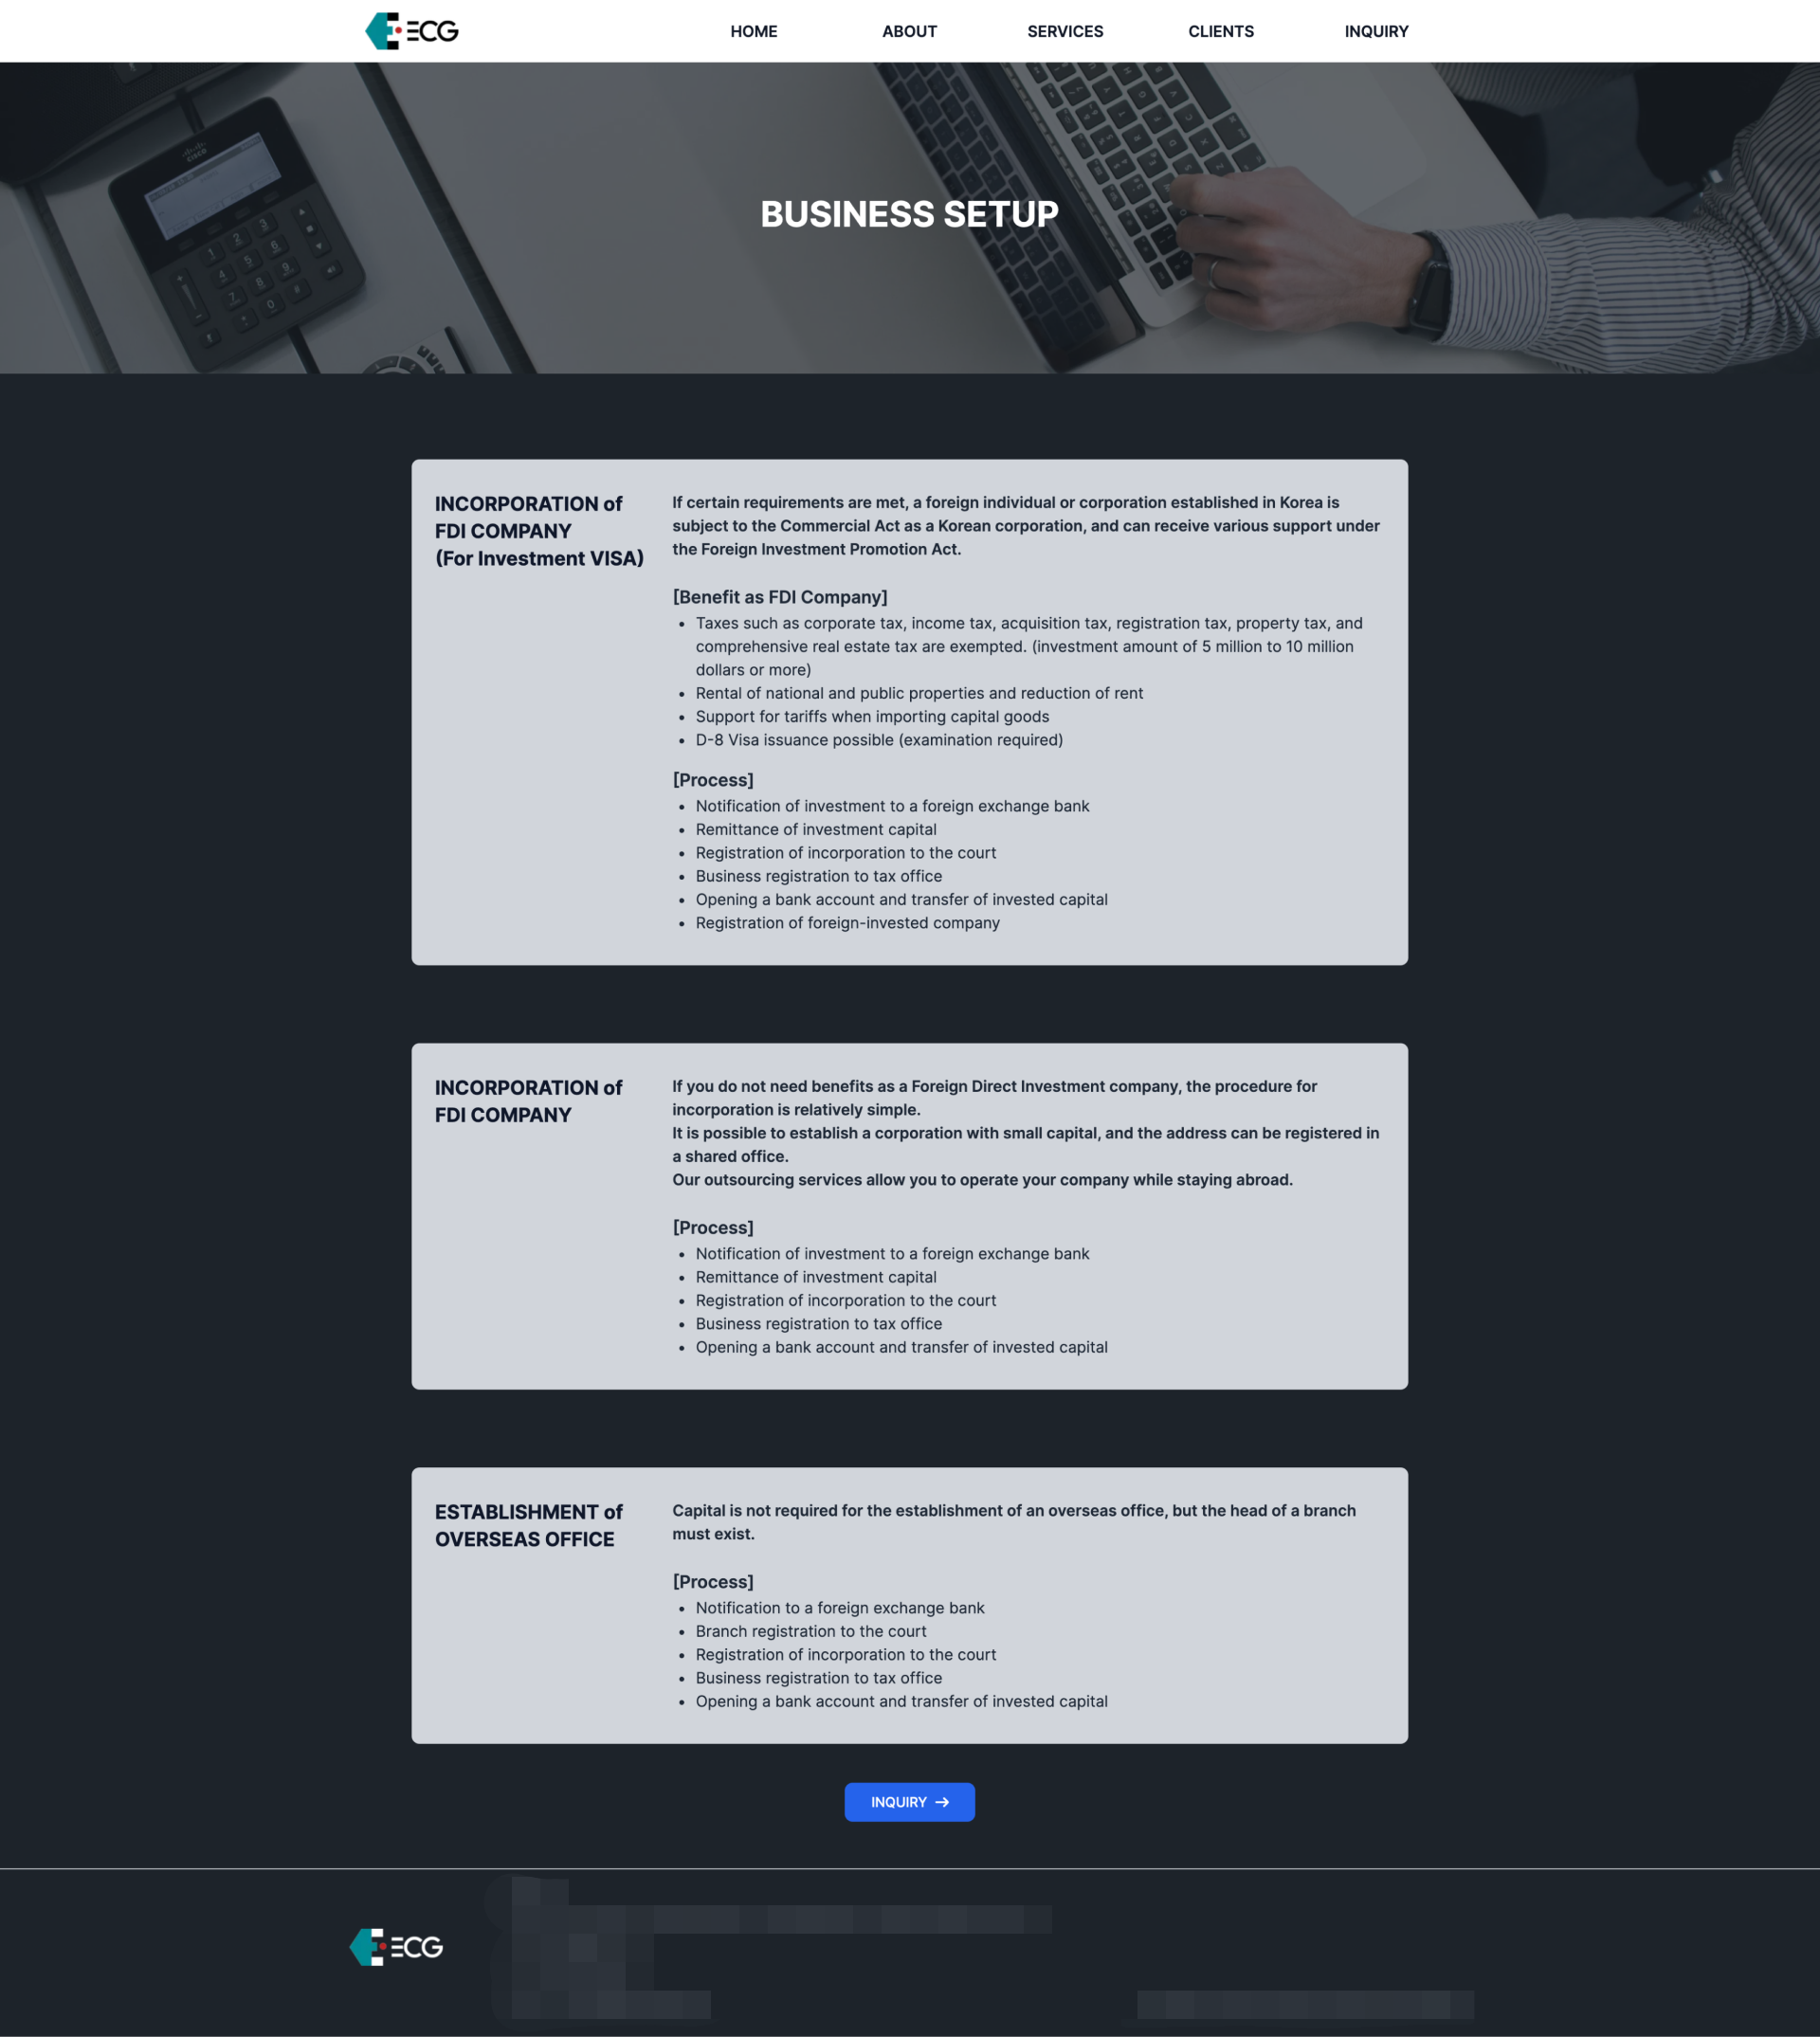 ECG
HOME
ABOUT
SERVICES
CLIENTS
INQUIRY
CISCO
BUSINESS SETUP
INCORPORATION of
FDI COMPANY
(For Investment VISA)
If certain requirements are met, a foreign individual or corporation established in Korea is
subject to the Commercial Act as a Korean corporation, and can receive various support under
the Foreign Investment Promotion Act.
[Benefit as FDI Company]
• Taxes such as corporate tax, income tax, acquisition tax, registration tax, property tax, and
comprehensive real estate tax are exempted. (investment amount of 5 million to 10 million
dollars or more)
• Rental of national and public properties and reduction of rent
• Support for tariffs when importing capital goods
• D-8 Visa issuance possible (examination required)
[Process]
• Notification of investment to a foreign exchange bank
• Remittance of investment capital
• Registration of incorporation to the court
• Business registration to tax office
• Opening a bank account and transfer of invested capital
• Registration of foreign-invested company
INCORPORATION of
FDI COMPANY
If you do not need benefits as a Foreign Direct Investment company, the procedure for
incorporation is relatively simple.
It is possible to establish a corporation with small capital, and the address can be registered in
a shared office.
Our outsourcing services allow you to operate your company while staying abroad.
[Process]
• Notification of investment to a foreign exchange bank
• Remittance of investment capital
• Registration of incorporation to the court
• Business registration to tax office
• Opening a bank account and transfer of invested capital
ESTABLISHMENT of
OVERSEAS OFFICE
Capital is not required for the establishment of an overseas office, but the head of a branch
must exist.
[Process]
• Notification to a foreign exchange bank
• Branch registration to the court
• Registration of incorporation to the court
• Business registration to tax office
• Opening a bank account and transfer of invested capital
INQUIRY →
ECG